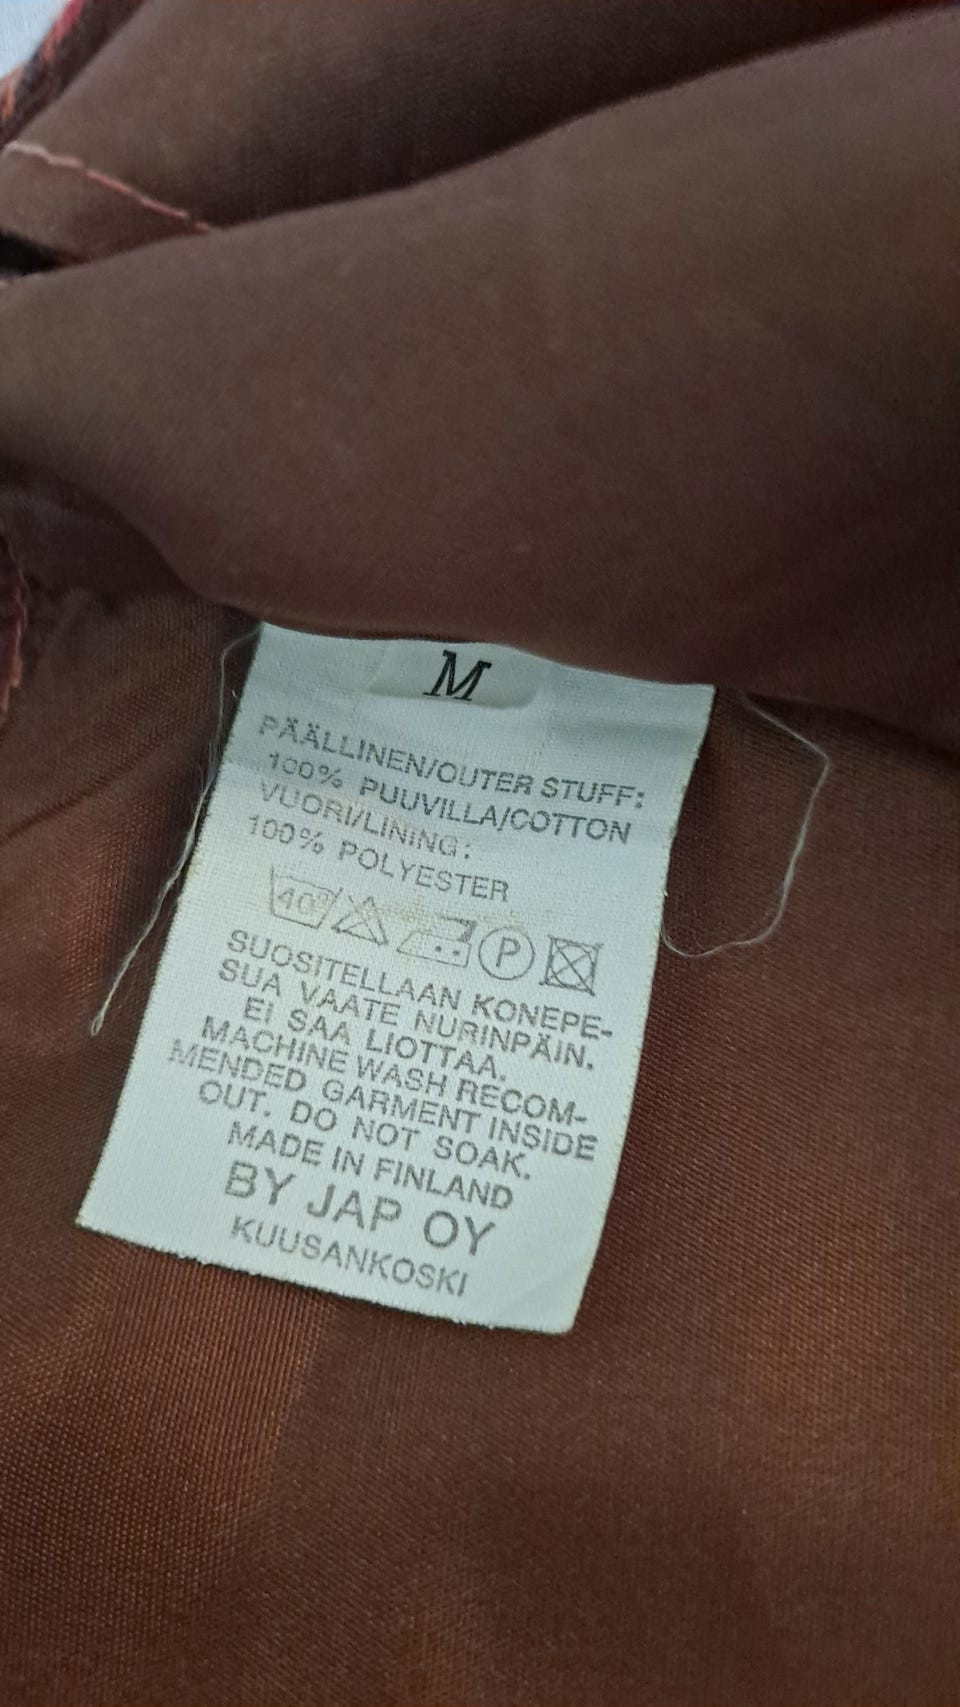 M
PÄÄLLINEN/OUTER STUFF:
100% PUUVILLA/COTTON
VUORI/LINING:
100% POLYESTER
40° P
SUOSITELLAAN KONEPE-
SUA VAATE NURINPÄIN.
EI SAA LIOTTAA.
MACHINE WASH RECOM-
MENDED GARMENT INSIDE
OUT. DO NOT SOAK.
MADE IN FINLAND
BY JAP OY
KUUSANKOSKI